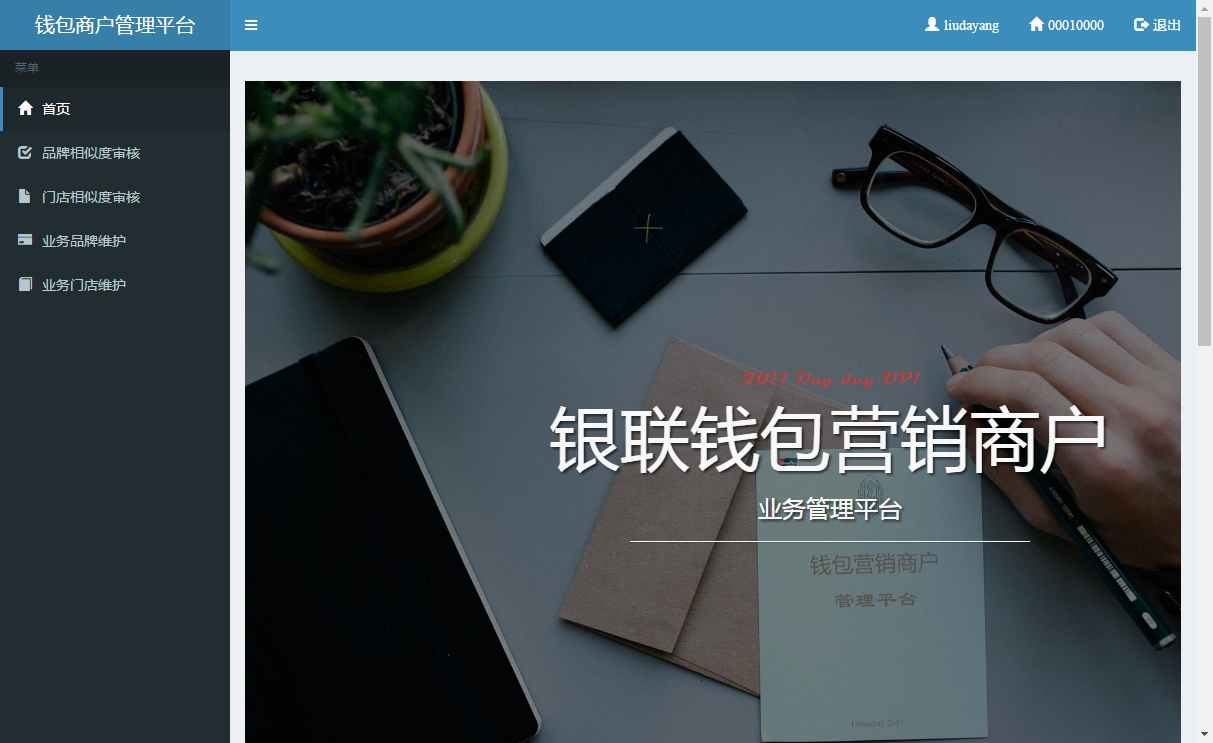 钱包商户管理平台
liudayang
00010000
退出
菜单
首页
品牌相似度审核
门店相似度审核
业务品牌维护
业务门店维护
2017 Day day UP!
银联钱包营销商户
业务管理平台
钱包营销商户
管理平台
UnionPay 2017